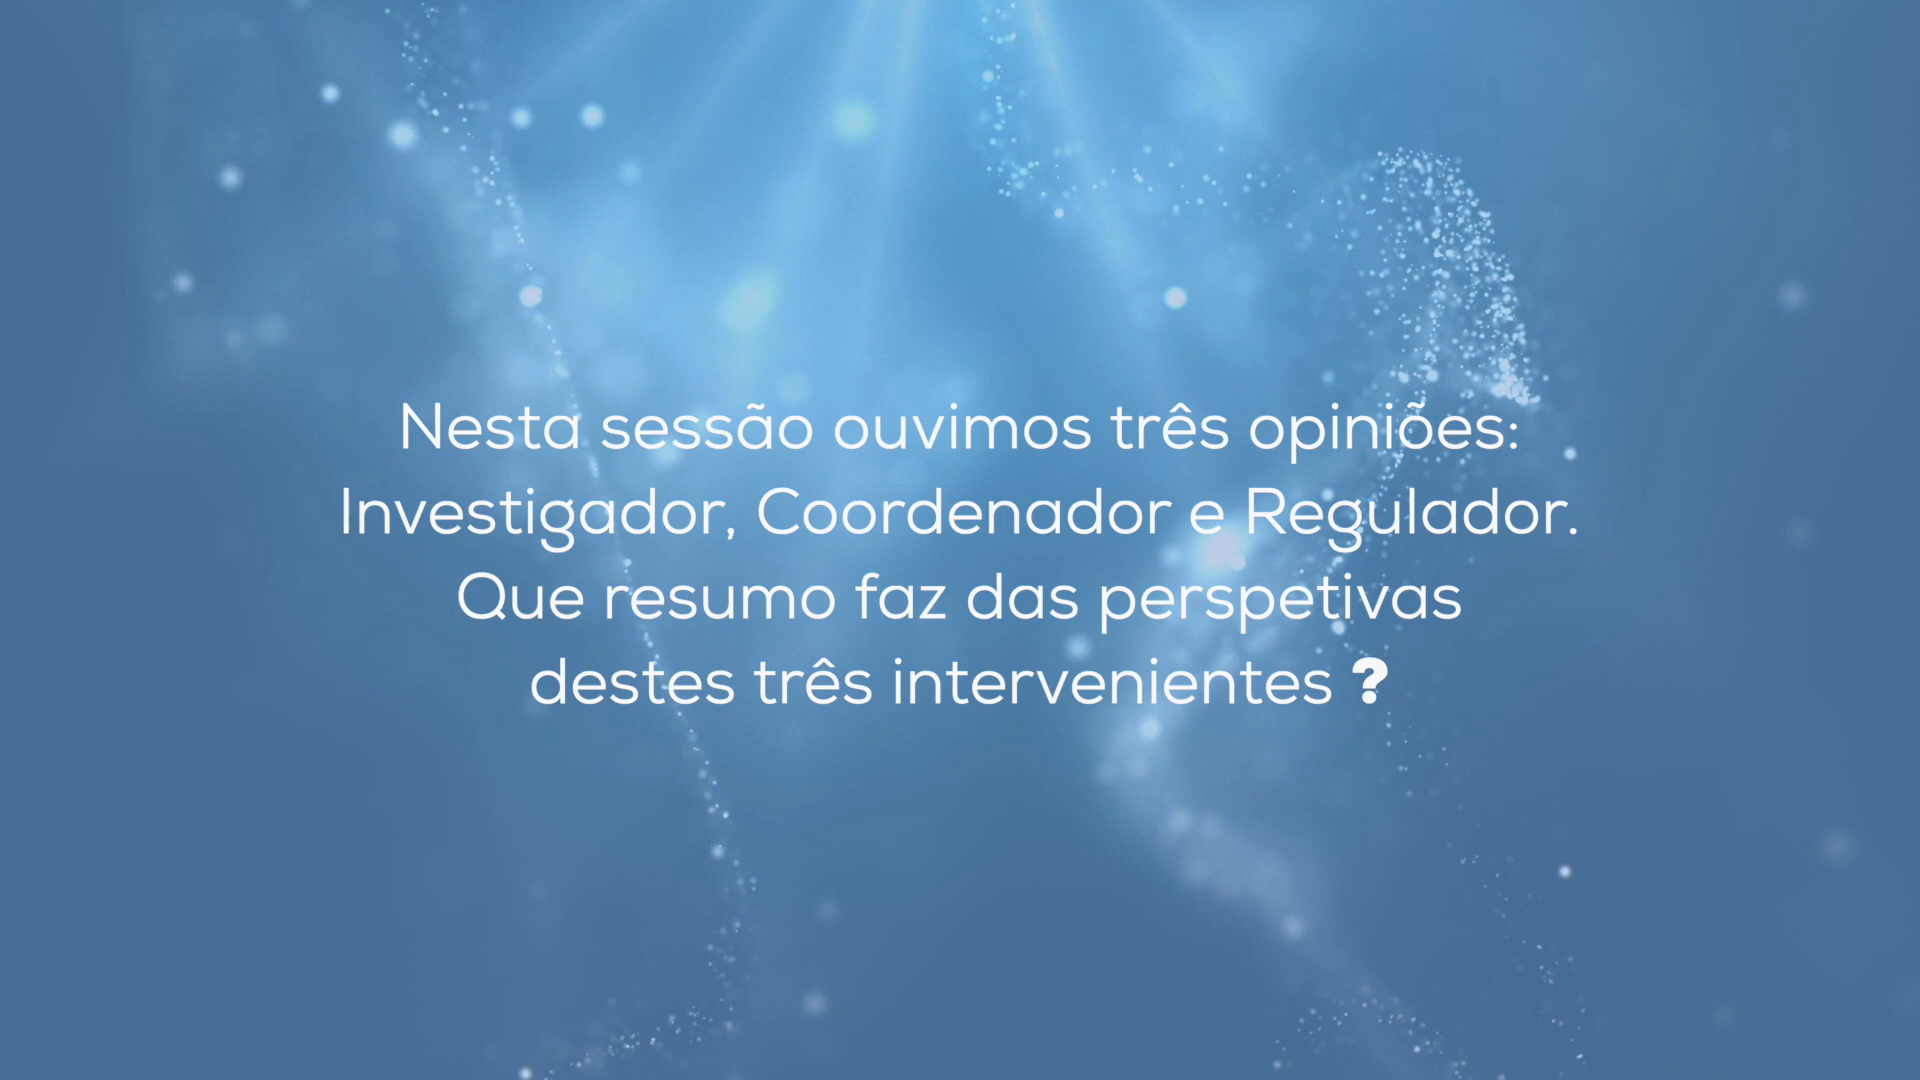 Nesta sessão ouvimos três opiniões:
Investigador, Coordenador e Regulador.
Que resumo faz das perspetivas
destes três intervenientes ?